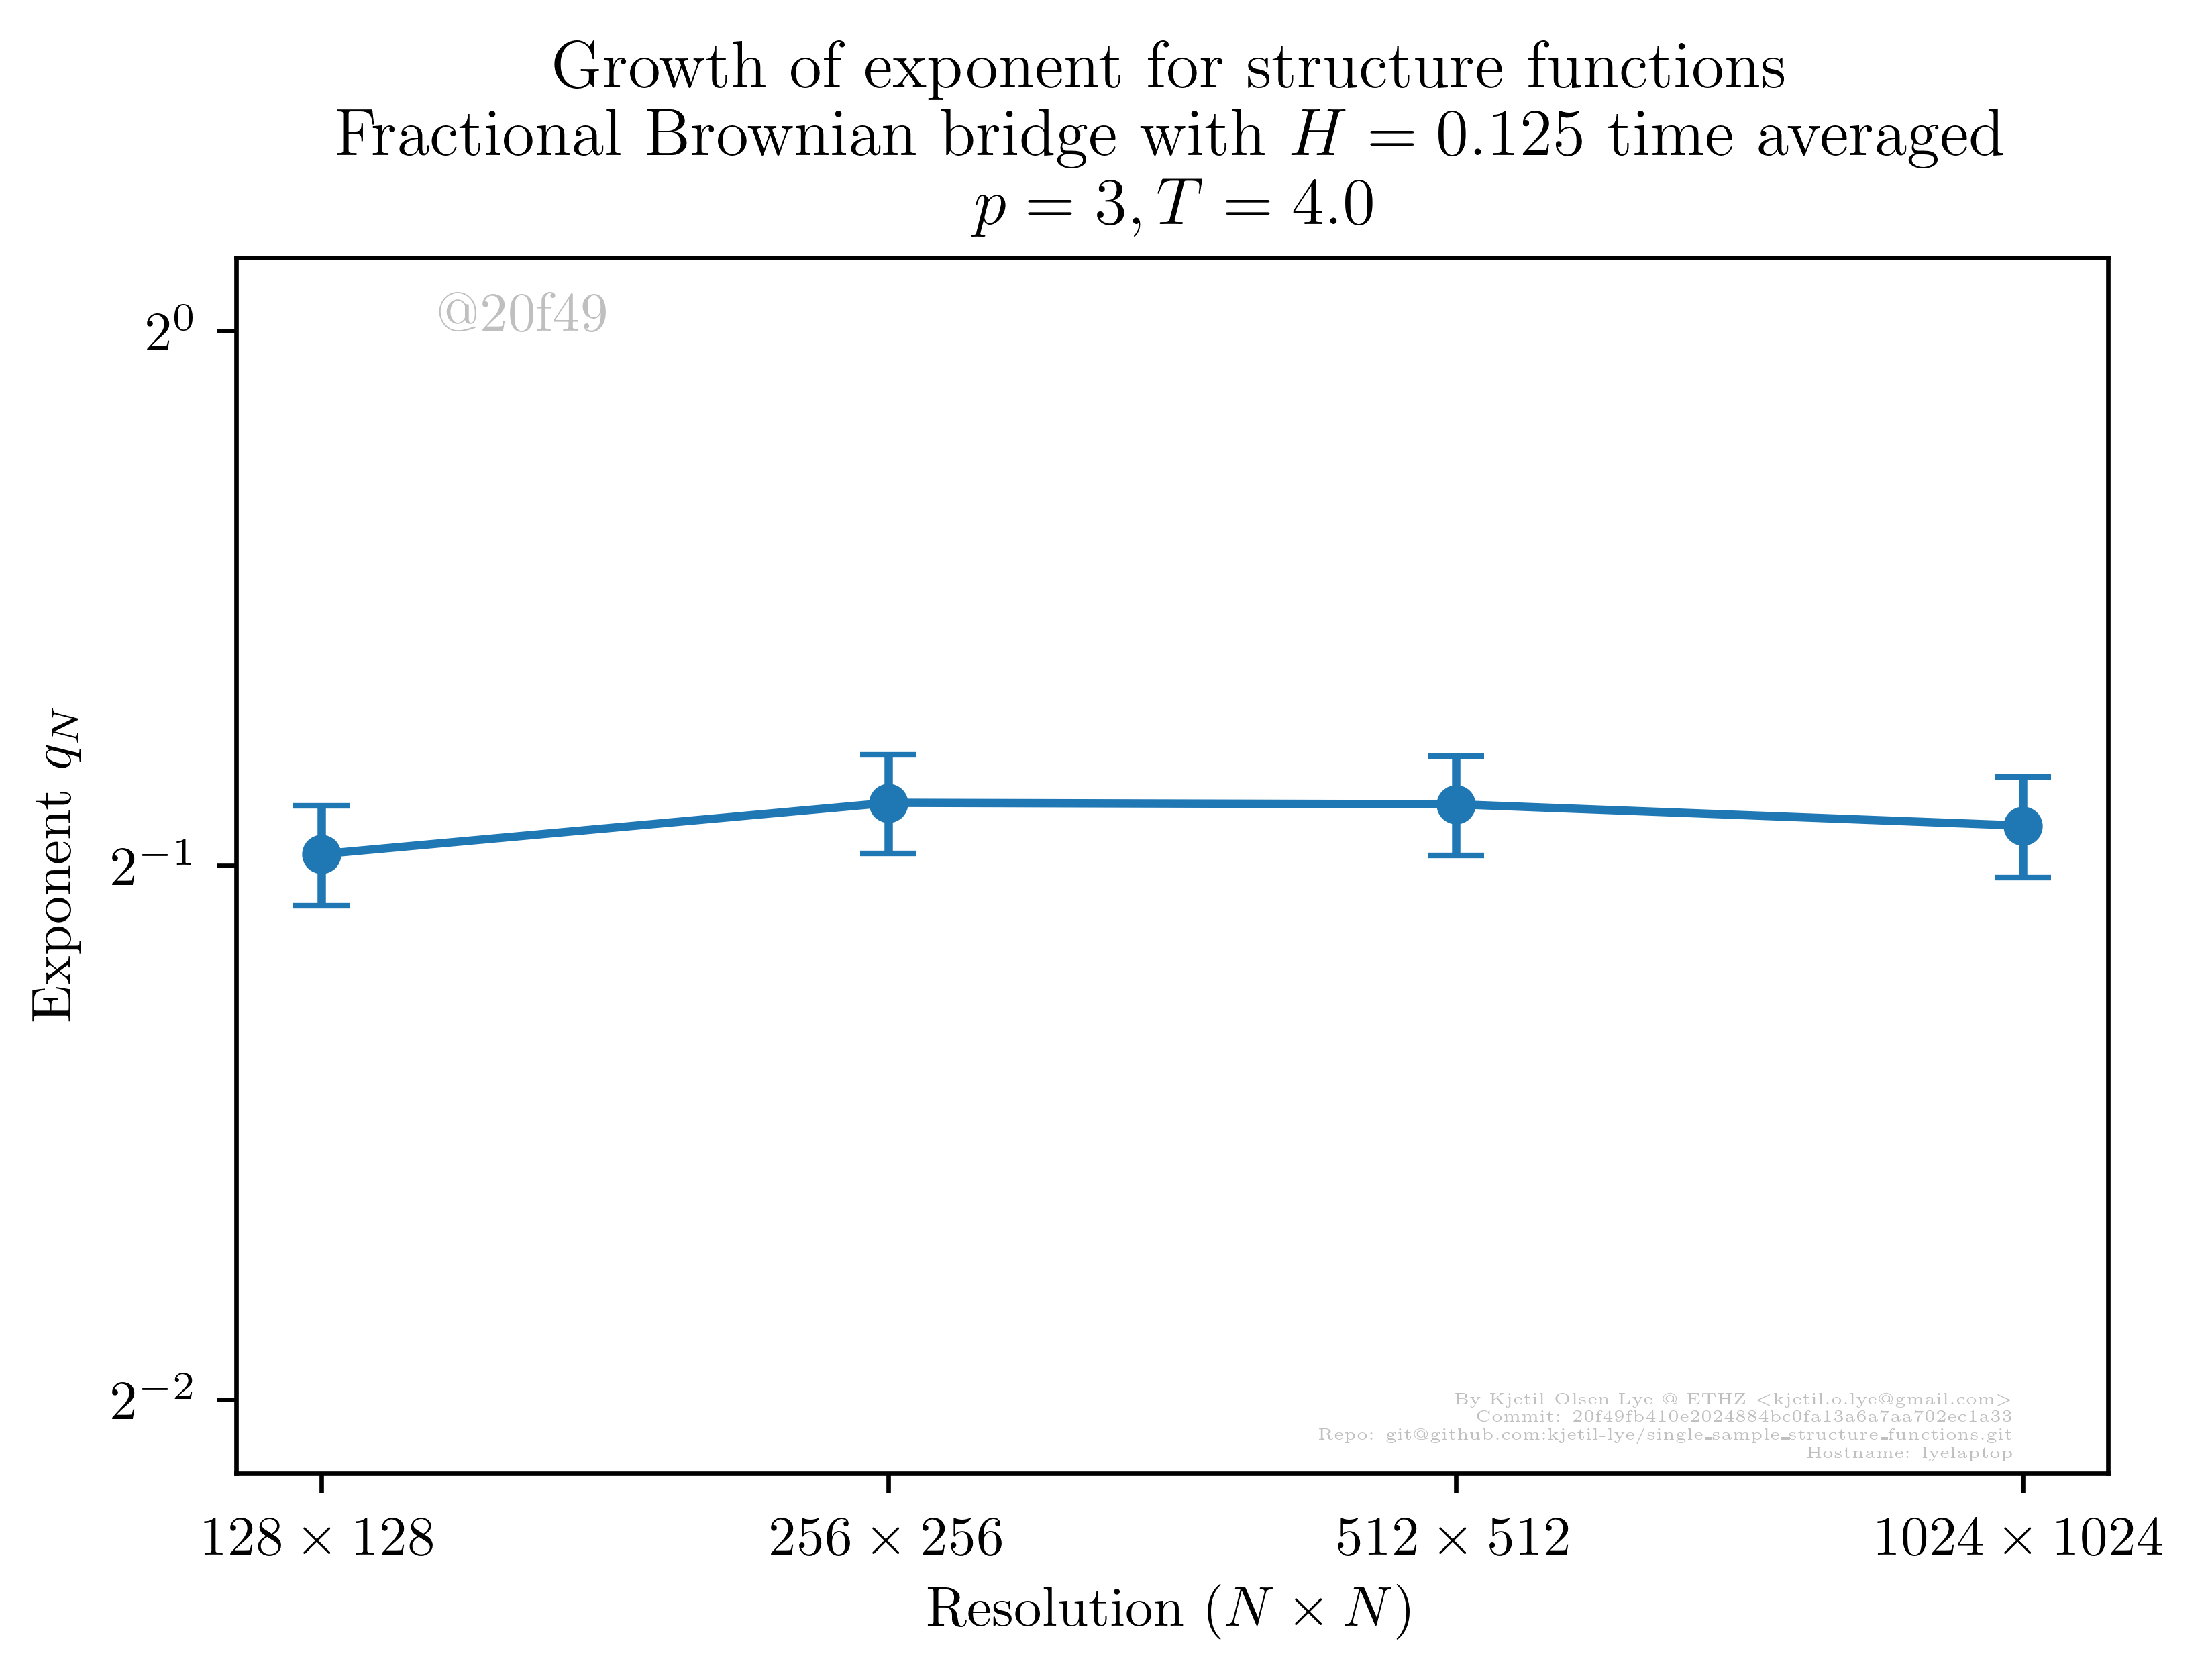 Growth of exponent for structure functions
Fractional Brownian bridge with H = 0.125 time averaged
p = 3, T = 4.0
@20f49
2⁰
2⁻¹
2⁻²
Exponent q_N
By Kjetil Olsen Lye @ ETHZ <kjetil.o.lye@gmail.com>
Commit: 20f49fb410e2024884bc0fa13a6a7aa702ec1a33
Repo: git@github.com:kjetil-lye/single_sample_structure_functions.git
Hostname: lyelaptop
128 × 128
256 × 256
512 × 512
1024 × 1024
Resolution (N × N)